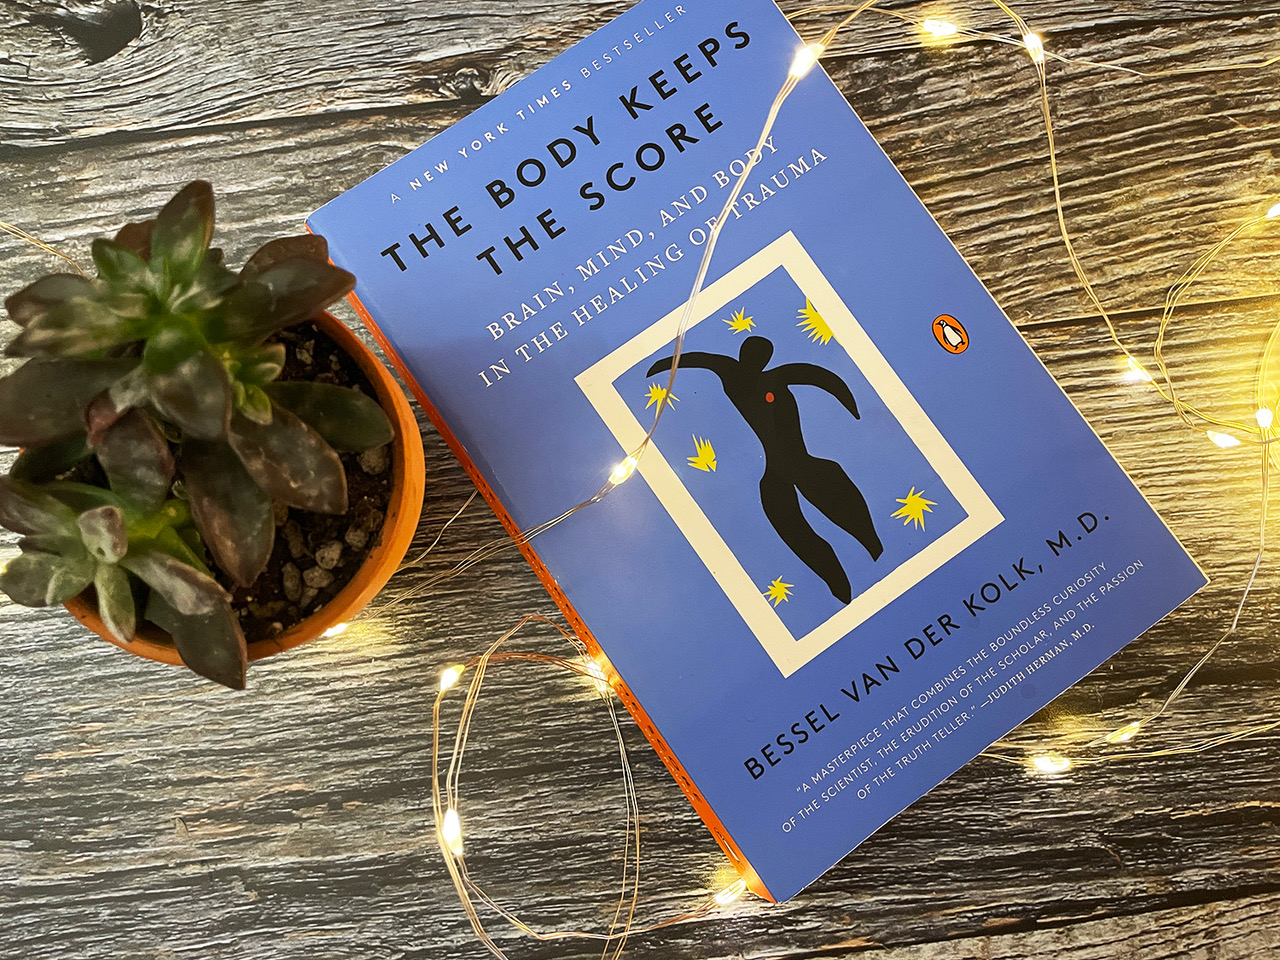 A NEW YORK TIMES BESTSELLER
THE BODY KEEPS
THE SCORE
BRAIN, MIND, AND BODY
IN THE HEALING OF TRAUMA
BESSEL VAN DER KOLK, M.D.
"A MASTERPIECE THAT COMBINES THE BOUNDLESS CURIOSITY
OF THE SCIENTIST, THE ERUDITION OF THE SCHOLAR, AND THE PASSION
OF THE TRUTH TELLER." —JUDITH HERMAN, M.D.